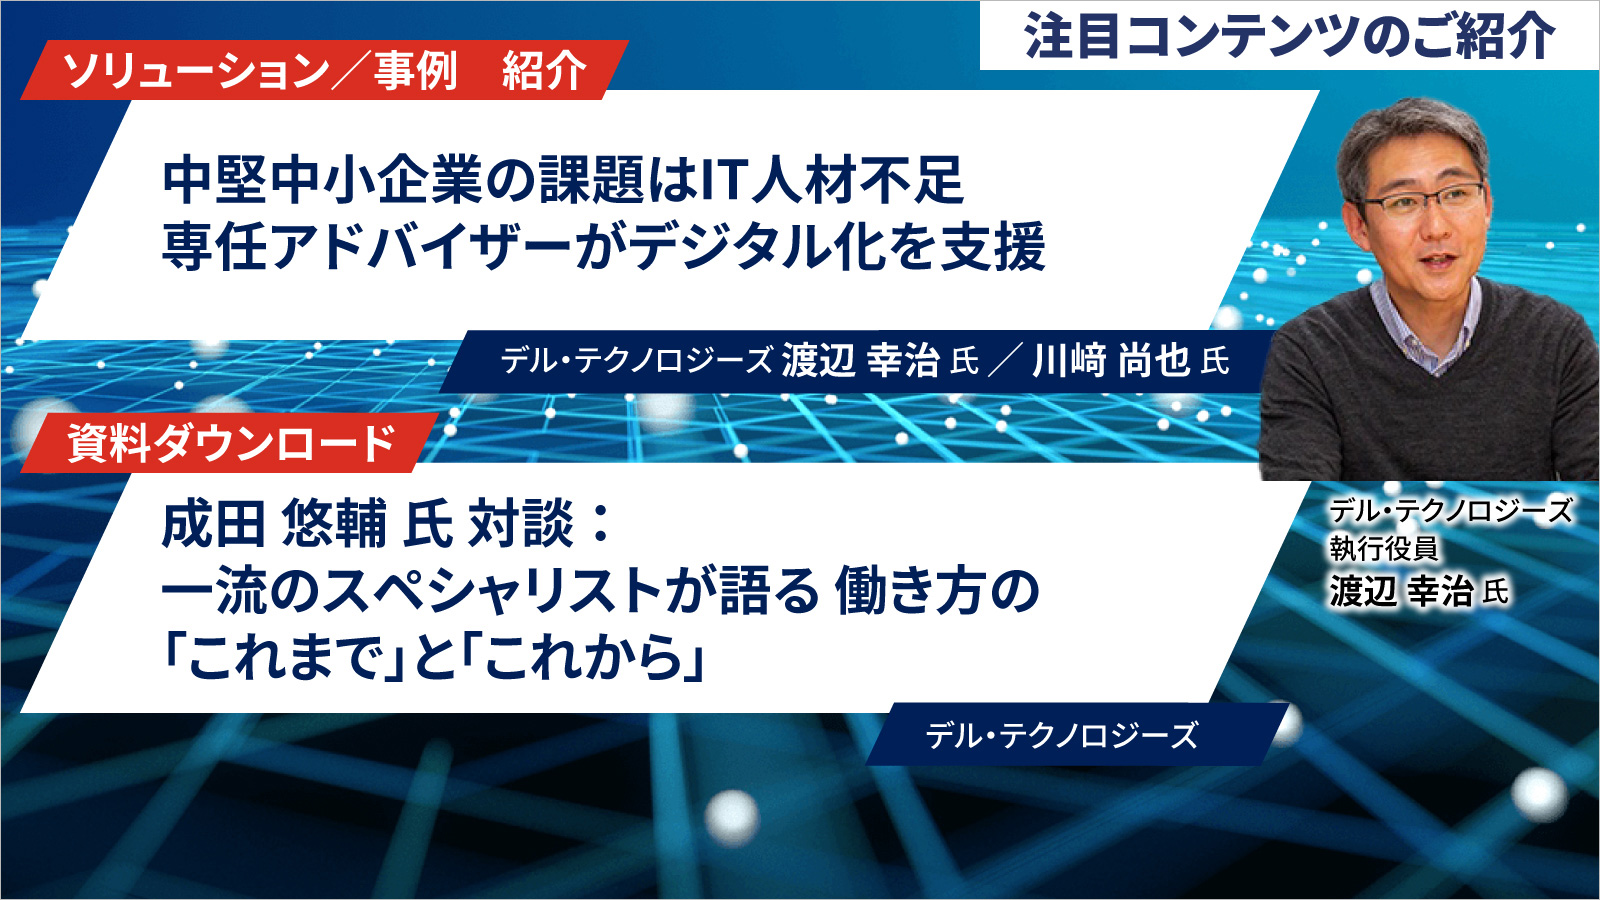 注目コンテンツのご紹介
ソリューション／事例　紹介
中堅中小企業の課題はIT人材不足
専任アドバイザーがデジタル化を支援
デル・テクノロジーズ 渡辺 幸治 氏 ／ 川﨑 尚也 氏
資料ダウンロード
成田 悠輔 氏 対談：
一流のスペシャリストが語る 働き方の
「これまで」と「これから」
デル・テクノロジーズ
デル・テクノロジーズ
執行役員
渡辺 幸治 氏